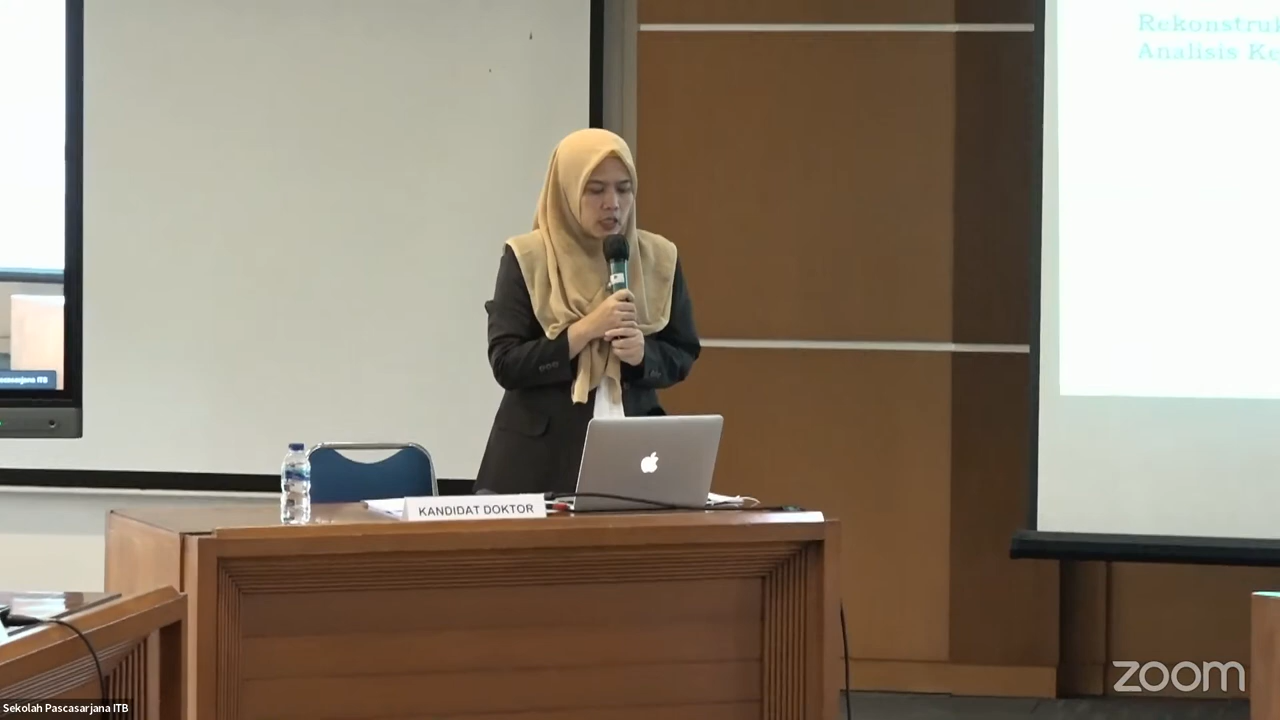 Rekonstruk
Analisis Ke
KANDIDAT DOKTOR
Sekolah Pascasarjana ITB
zoom